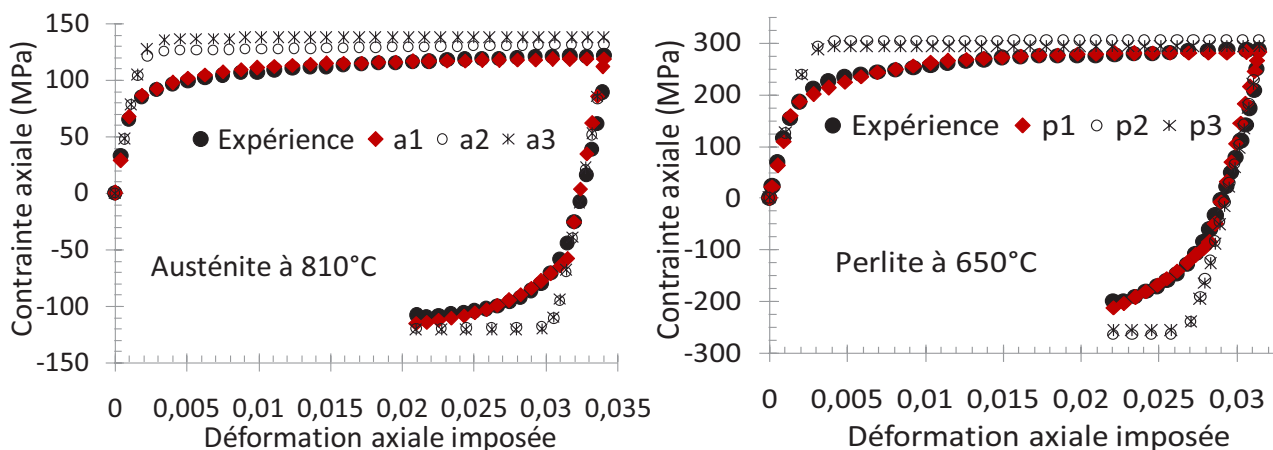 Contrainte axiale (MPa)
150
100
50
0
-50
-100
-150
Expérience a1 a2 a3
Austénite à 810°C
0 0,005 0,01 0,015 0,02 0,025 0,03 0,035
Déformation axiale imposée
Contrainte axiale (MPa)
300
200
100
0
-100
-200
-300
Expérience p1 p2 p3
Perlite à 650°C
0 0,005 0,01 0,015 0,02 0,025 0,03
Déformation axiale imposée